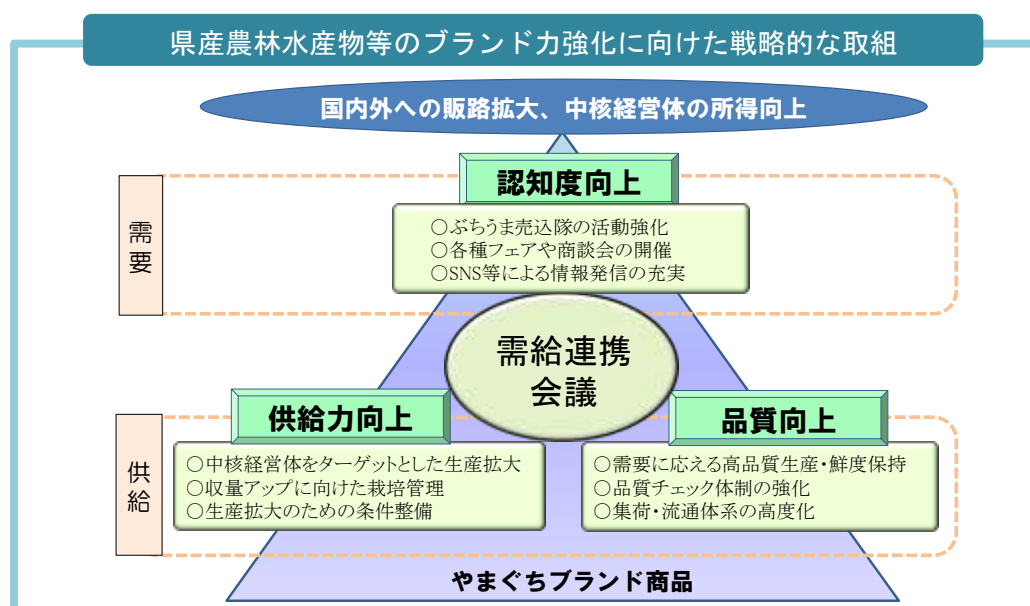 県産農林水産物等のブランド力強化に向けた戦略的な取組
国内外への販路拡大、中核経営体の所得向上
認知度向上
需要
○ぶちうま売込隊の活動強化
○各種フェアや商談会の開催
○SNS等による情報発信の充実
需給連携
会議
供給力向上
品質向上
供給
○中核経営体をターゲットとした生産拡大
○収量アップに向けた栽培管理
○生産拡大のための条件整備
○需要に応える高品質生産・鮮度保持
○品質チェック体制の強化
○集荷・流通体系の高度化
やまぐちブランド商品